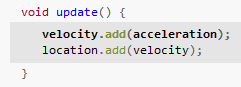 void update() {
velocity.add(acceleration);
location.add(velocity);
}